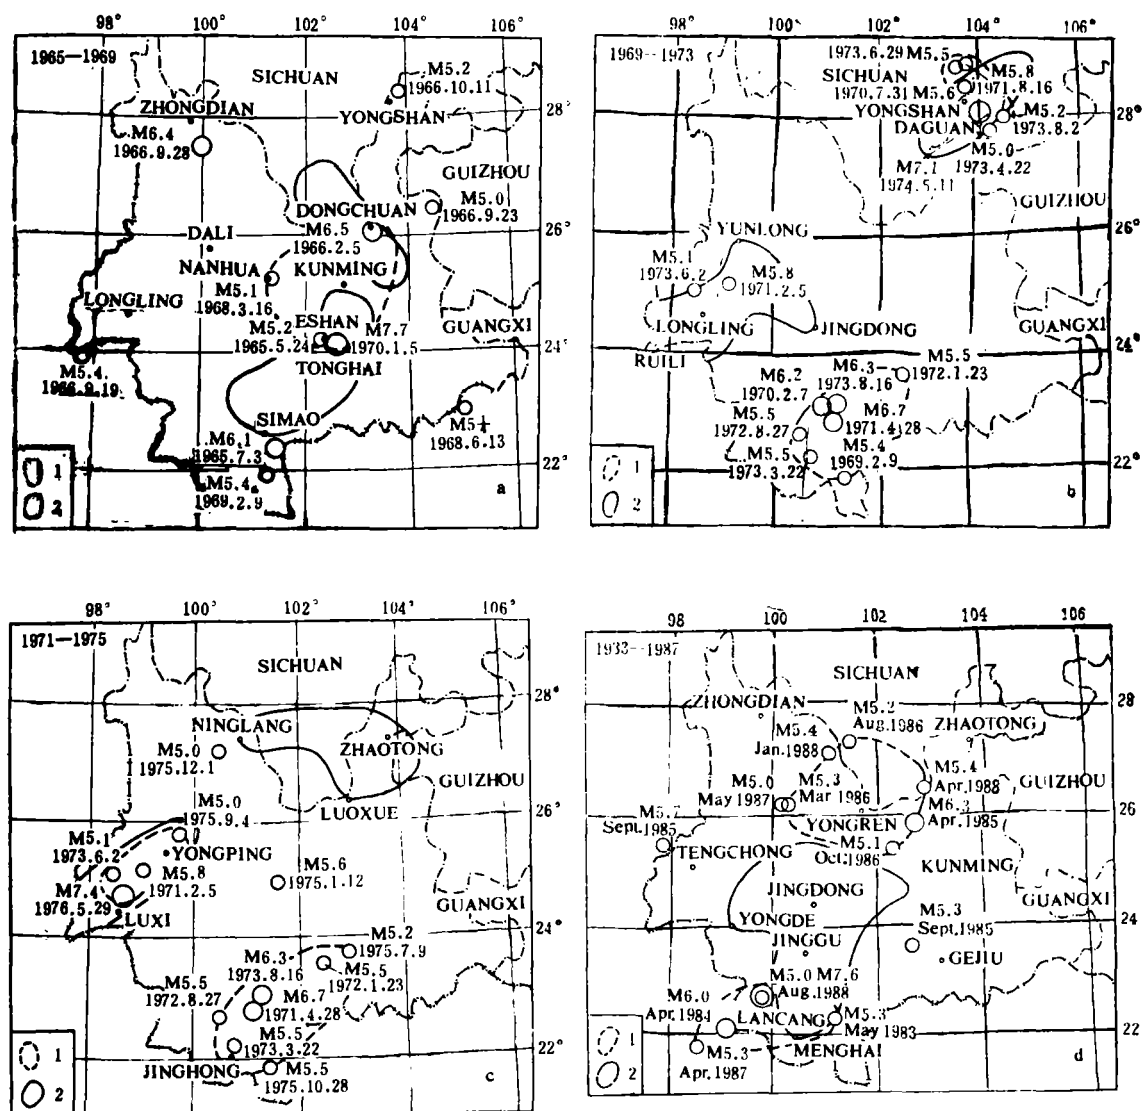 98° 100° 102° 104° 106°
1965—1969
SICHUAN
M5.2
1966.10.11
28°
ZHONGDIAN
YONGSHAN
M6.4
1966.9.28
GUIZHOU
DONGCHUAN
M5.0
1966.9.23
M6.5
1966.2.5
26°
DALI
NANHUA
KUNMING
M5.1
1968.3.16
LONGLING
ESHAN
M5.2
1965.5.24
M7.7
1970.1.5
GUANGXI
24°
TONGHAI
M5.4
1966.9.19
SIMAO
M5¼
1968.6.13
M6.1
1965.7.3
22°
M5.4
1969.2.9
1
2
a
98° 100° 102° 104° 106°
1969--1973
1973.6.29 M5.5
SICHUAN
M5.8
1971.8.16
1970.7.31 M5.6
YONGSHAN
28°
DAGUAN
M5.2
1973.8.2
M5.0
1973.4.22
M7.1
1974.5.11
GUIZHOU
26°
YUNLONG
M5.1
1973.6.2
M5.8
1971.2.5
LONGLING
JINGDONG
GUANGXI
24°
RUILI
M5.5
1972.1.23
M6.3
1973.8.16
M6.2
1970.2.7
M6.7
1971.4.28
M5.5
1972.8.27
M5.4
1969.2.9
M5.5
1973.3.22
22°
1
2
b
98° 100° 102° 104° 106°
1971—1975
SICHUAN
28°
NINGLANG
ZHAOTONG
M5.0
1975.12.1
GUIZHOU
LUOXUE
26°
M5.0
1975.9.4
M5.1
1973.6.2
YONGPING
M5.8
1971.2.5
M5.6
1975.1.12
M7.4
1976.5.29
GUANGXI
LUXI
24°
M5.2
1975.7.9
M6.3
1973.8.16
M5.5
1972.1.23
M5.5
1972.8.27
M6.7
1971.4.28
M5.5
1973.3.22
22°
JINGHONG
M5.5
1975.10.28
1
2
c
98 100 102 104 106
1933--1987
SICHUAN
ZHONGDIAN
M5.2
Aug.1986
28
ZHAOTONG
M5.4
Jan.1988
M5.4
Apr.1988
GUIZHOU
M5.0
May 1987
M5.3
Mar 1986
26°
M6.3
Apr.1985
YONGREN
M5.7
Sept.1985
M5.1
Oct.1986
TENGCHONG
KUNMING
JINGDONG
GUANGXI
24°
YONGDE
M5.3
Sept.1985
JINGGU
GEJIU
M5.0
Aug.1988
M7.6
M6.0
Apr.1984
LANCANG
M5.3
May 1983
22
MENGHAI
M5.3
Apr.1987
1
2
d